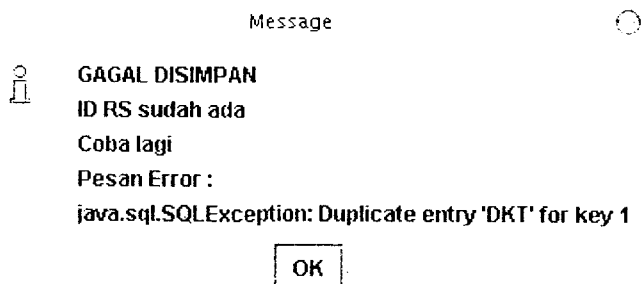 Message
GAGAL DISIMPAN
ID RS sudah ada
Coba lagi
Pesan Error :
java.sql.SQLException: Duplicate entry 'DKT' for key 1
OK